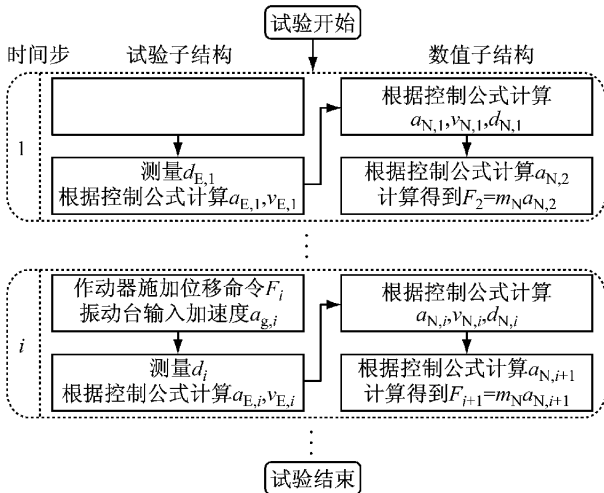 试验开始
时间步
试验子结构
数值子结构
1
测量d_{E,1}
根据控制公式计算a_{E,1},v_{E,1}
根据控制公式计算
a_{N,1},v_{N,1},d_{N,1}
根据控制公式计算a_{N,2}
计算得到F_2=m_Na_{N,2}
⋮
i
作动器施加位移命令F_i
振动台输入加速度a_{g,i}
测量d_i
根据控制公式计算a_{E,i},v_{E,i}
根据控制公式计算
a_{N,i},v_{N,i},d_{N,i}
根据控制公式计算a_{N,i+1}
计算得到F_{i+1}=m_Na_{N,i+1}
⋮
试验结束